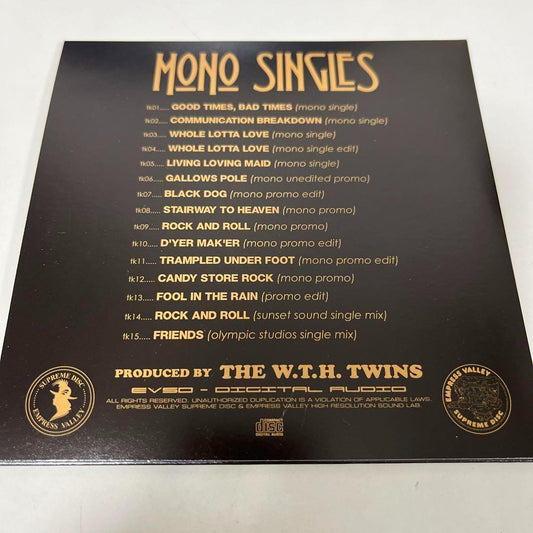 MONO SINGLES
tk01..... GOOD TIMES, BAD TIMES (mono single)
tk02..... COMMUNICATION BREAKDOWN (mono single)
tk03..... WHOLE LOTTA LOVE (mono single)
tk04..... WHOLE LOTTA LOVE (mono single edit)
tk05..... LIVING LOVING MAID (mono single)
tk06..... GALLOWS POLE (mono unedited promo)
tk07..... BLACK DOG (mono promo edit)
tk08..... STAIRWAY TO HEAVEN (mono promo)
tk09..... ROCK AND ROLL (mono promo)
tk10..... D'YER MAK'ER (mono promo edit)
tk11..... TRAMPLED UNDER FOOT (mono promo edit)
tk12..... CANDY STORE ROCK (mono promo)
tk13..... FOOL IN THE RAIN (promo edit)
tk14..... ROCK AND ROLL (sunset sound single mix)
tk15..... FRIENDS (olympic studios single mix)
PRODUCED BY THE W.T.H. TWINS
EVSD - DIGITAL AUDIO
ALL RIGHTS RESERVED. UNAUTHORIZED DUPLICATION IS A VIOLATION OF APPLICABLE LAWS.
EMPRESS VALLEY SUPREME DISC & EMPRESS VALLEY HIGH RESOLUTION SOUND LAB.
SUPREME DISC
EMPRESS VALLEY
COMPACT
disc
DIGITAL AUDIO
EMPRESS VALLEY
SUPREME DISC